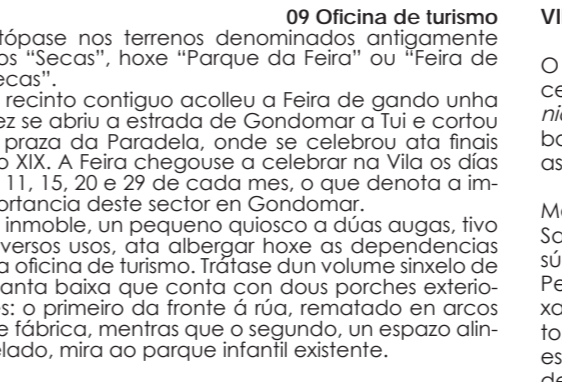 09 Oficina de turismo
tópase nos terrenos denominados antigamente
os “Secas”, hoxe “Parque da Feira” ou “Feira de
ecas”.
recinto contiguo acolleu a Feira de gando unha
ez se abriu a estrada de Gondomar a Tui e cortou
praza da Paradela, onde se celebrou ata finais
o XIX. A Feira chegouse a celebrar na Vila os días
11, 15, 20 e 29 de cada mes, o que denota a im-
portancia deste sector en Gondomar.
inmoble, un pequeno quiosco a dúas augas, tivo
versos usos, ata albergar hoxe as dependencias
a oficina de turismo. Trátase dun volume sinxelo de
anta baixa que conta con dous porches exterio-
es: o primeiro da fronte á rúa, rematado en arcos
e fábrica, mentras que o segundo, un espazo alin-
elado, mira ao parque infantil existente.
VI
O
ce
nic
ba
as
Me
Sa
sú
Pe
xo
to
es
de